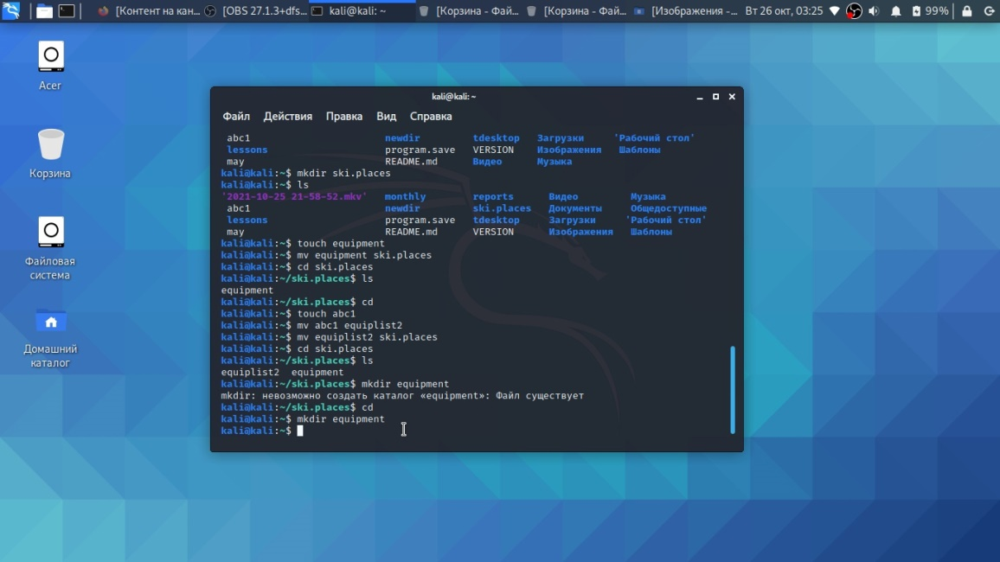 [Контент на кан...
[OBS 27.1.3+dfs...
kali@kali: ~
[Корзина - Фай...
[Корзина - Фай...
[Изображения -...
Вт 26 окт, 03:25
99%
Acer
Корзина
Файловая
система
Домашний
каталог
kali@kali: ~
Файл Действия Правка Вид Справка
abc1 newdir tdesktop Загрузки 'Рабочий стол'
lessons program.save VERSION Изображения Шаблоны
may README.md Видео Музыка
kali@kali:~$ mkdir ski.places
kali@kali:~$ ls
'2021-10-25 21-58-52.mkv' monthly reports Видео Музыка
abc1 newdir ski.places Документы Общедоступные
lessons program.save tdesktop Загрузки 'Рабочий стол'
may README.md VERSION Изображения Шаблоны
kali@kali:~$ touch equipment
kali@kali:~$ mv equipment ski.places
kali@kali:~$ cd ski.places
kali@kali:~/ski.places$ ls
equipment
kali@kali:~/ski.places$ cd
kali@kali:~$ touch abc1
kali@kali:~$ mv abc1 equiplist2
kali@kali:~$ mv equiplist2 ski.places
kali@kali:~$ cd ski.places
kali@kali:~/ski.places$ ls
equiplist2 equipment
kali@kali:~/ski.places$ mkdir equipment
mkdir: невозможно создать каталог «equipment»: Файл существует
kali@kali:~/ski.places$ cd
kali@kali:~$ mkdir equipment
kali@kali:~$